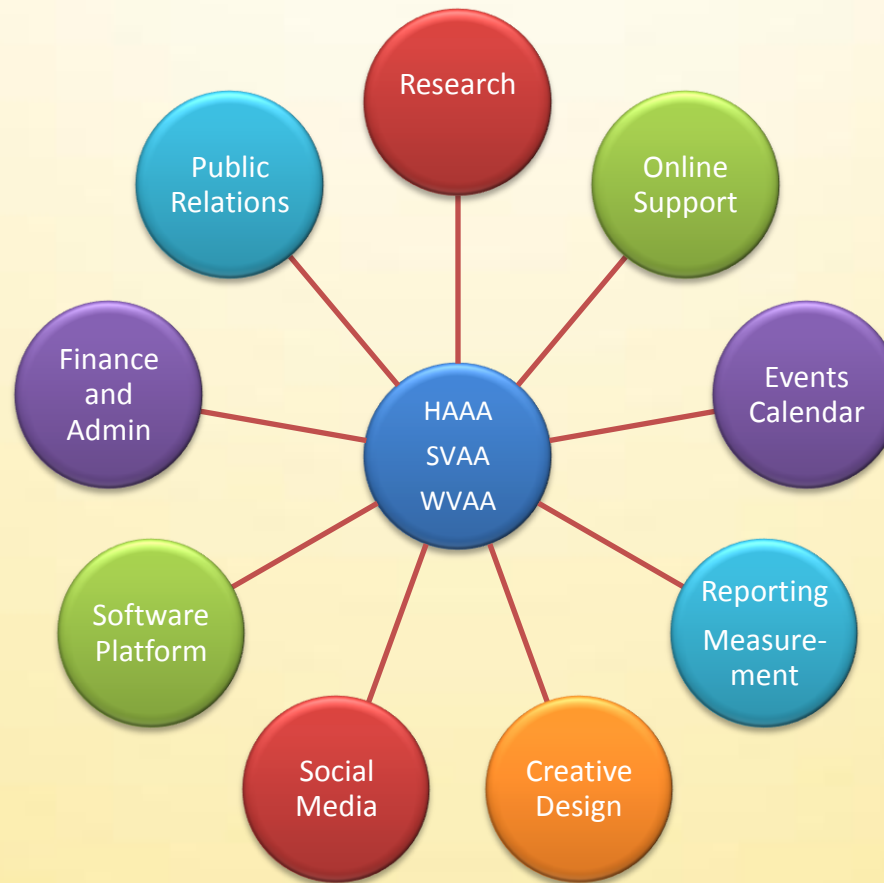 Research
Online
Support
Events
Calendar
Reporting
Measure-
ment
Creative
Design
Social
Media
Software
Platform
Finance
and
Admin
Public
Relations
HAAA
SVAA
WVAA